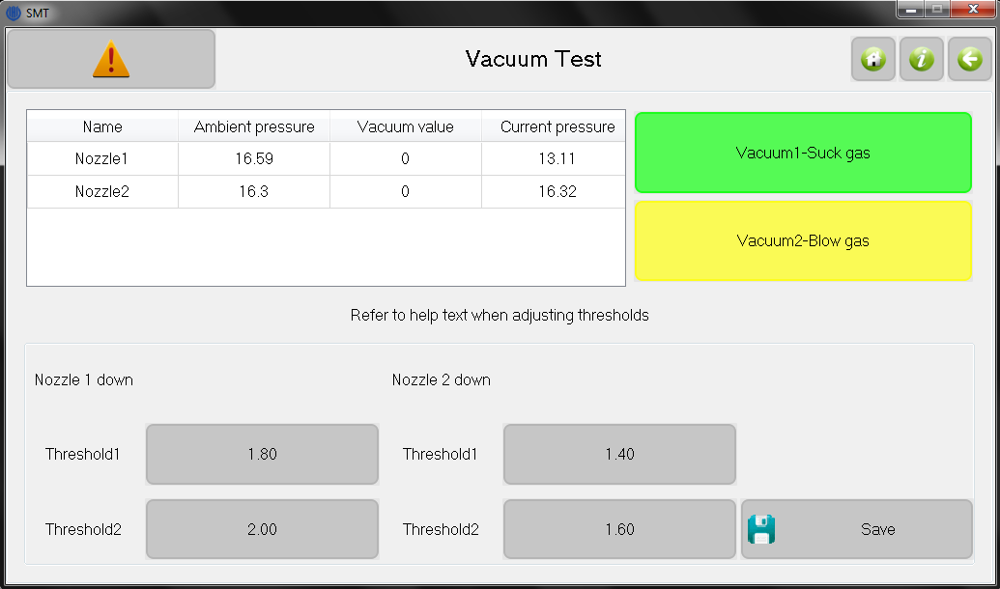 SMT
Vacuum Test
Name Ambient pressure Vacuum value Current pressure
Nozzle1 16.59 0 13.11
Nozzle2 16.3 0 16.32
Vacuum1-Suck gas
Vacuum2-Blow gas
Refer to help text when adjusting thresholds
Nozzle 1 down Nozzle 2 down
Threshold1 1.80 Threshold1 1.40
Threshold2 2.00 Threshold2 1.60 Save